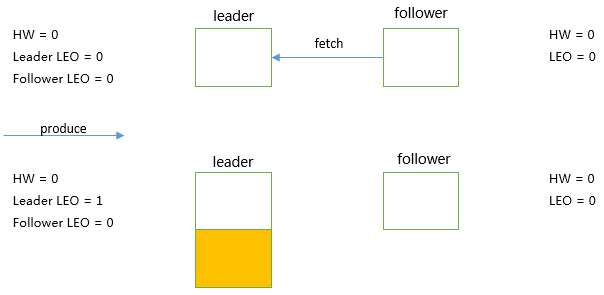 leader
follower
HW = 0
Leader LEO = 0
Follower LEO = 0
fetch
HW = 0
LEO = 0
produce
leader
follower
HW = 0
Leader LEO = 1
Follower LEO = 0
HW = 0
LEO = 0